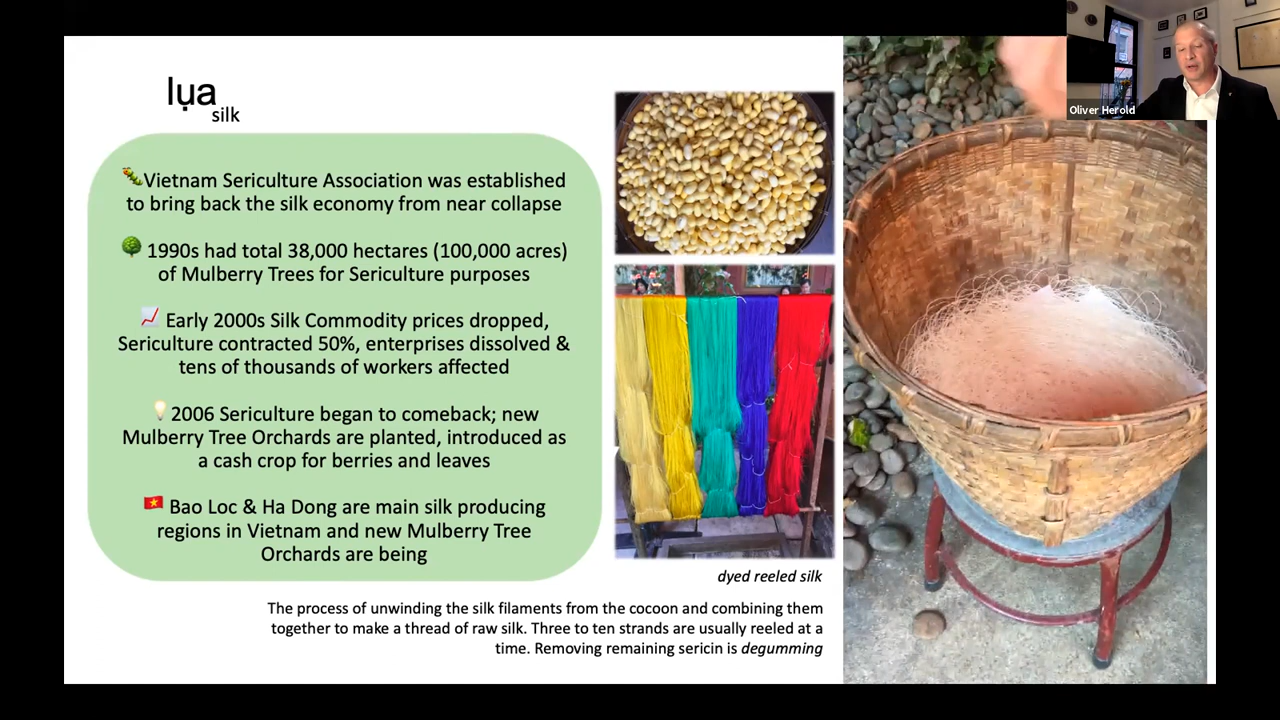 lụa
silk
Vietnam Sericulture Association was established
to bring back the silk economy from near collapse
1990s had total 38,000 hectares (100,000 acres)
of Mulberry Trees for Sericulture purposes
Early 2000s Silk Commodity prices dropped,
Sericulture contracted 50%, enterprises dissolved &
tens of thousands of workers affected
2006 Sericulture began to comeback; new
Mulberry Tree Orchards are planted, introduced as
a cash crop for berries and leaves
Bao Loc & Ha Dong are main silk producing
regions in Vietnam and new Mulberry Tree
Orchards are being
dyed reeled silk
The process of unwinding the silk filaments from the cocoon and combining them
together to make a thread of raw silk. Three to ten strands are usually reeled at a
time. Removing remaining sericin is degumming
Oliver Herold